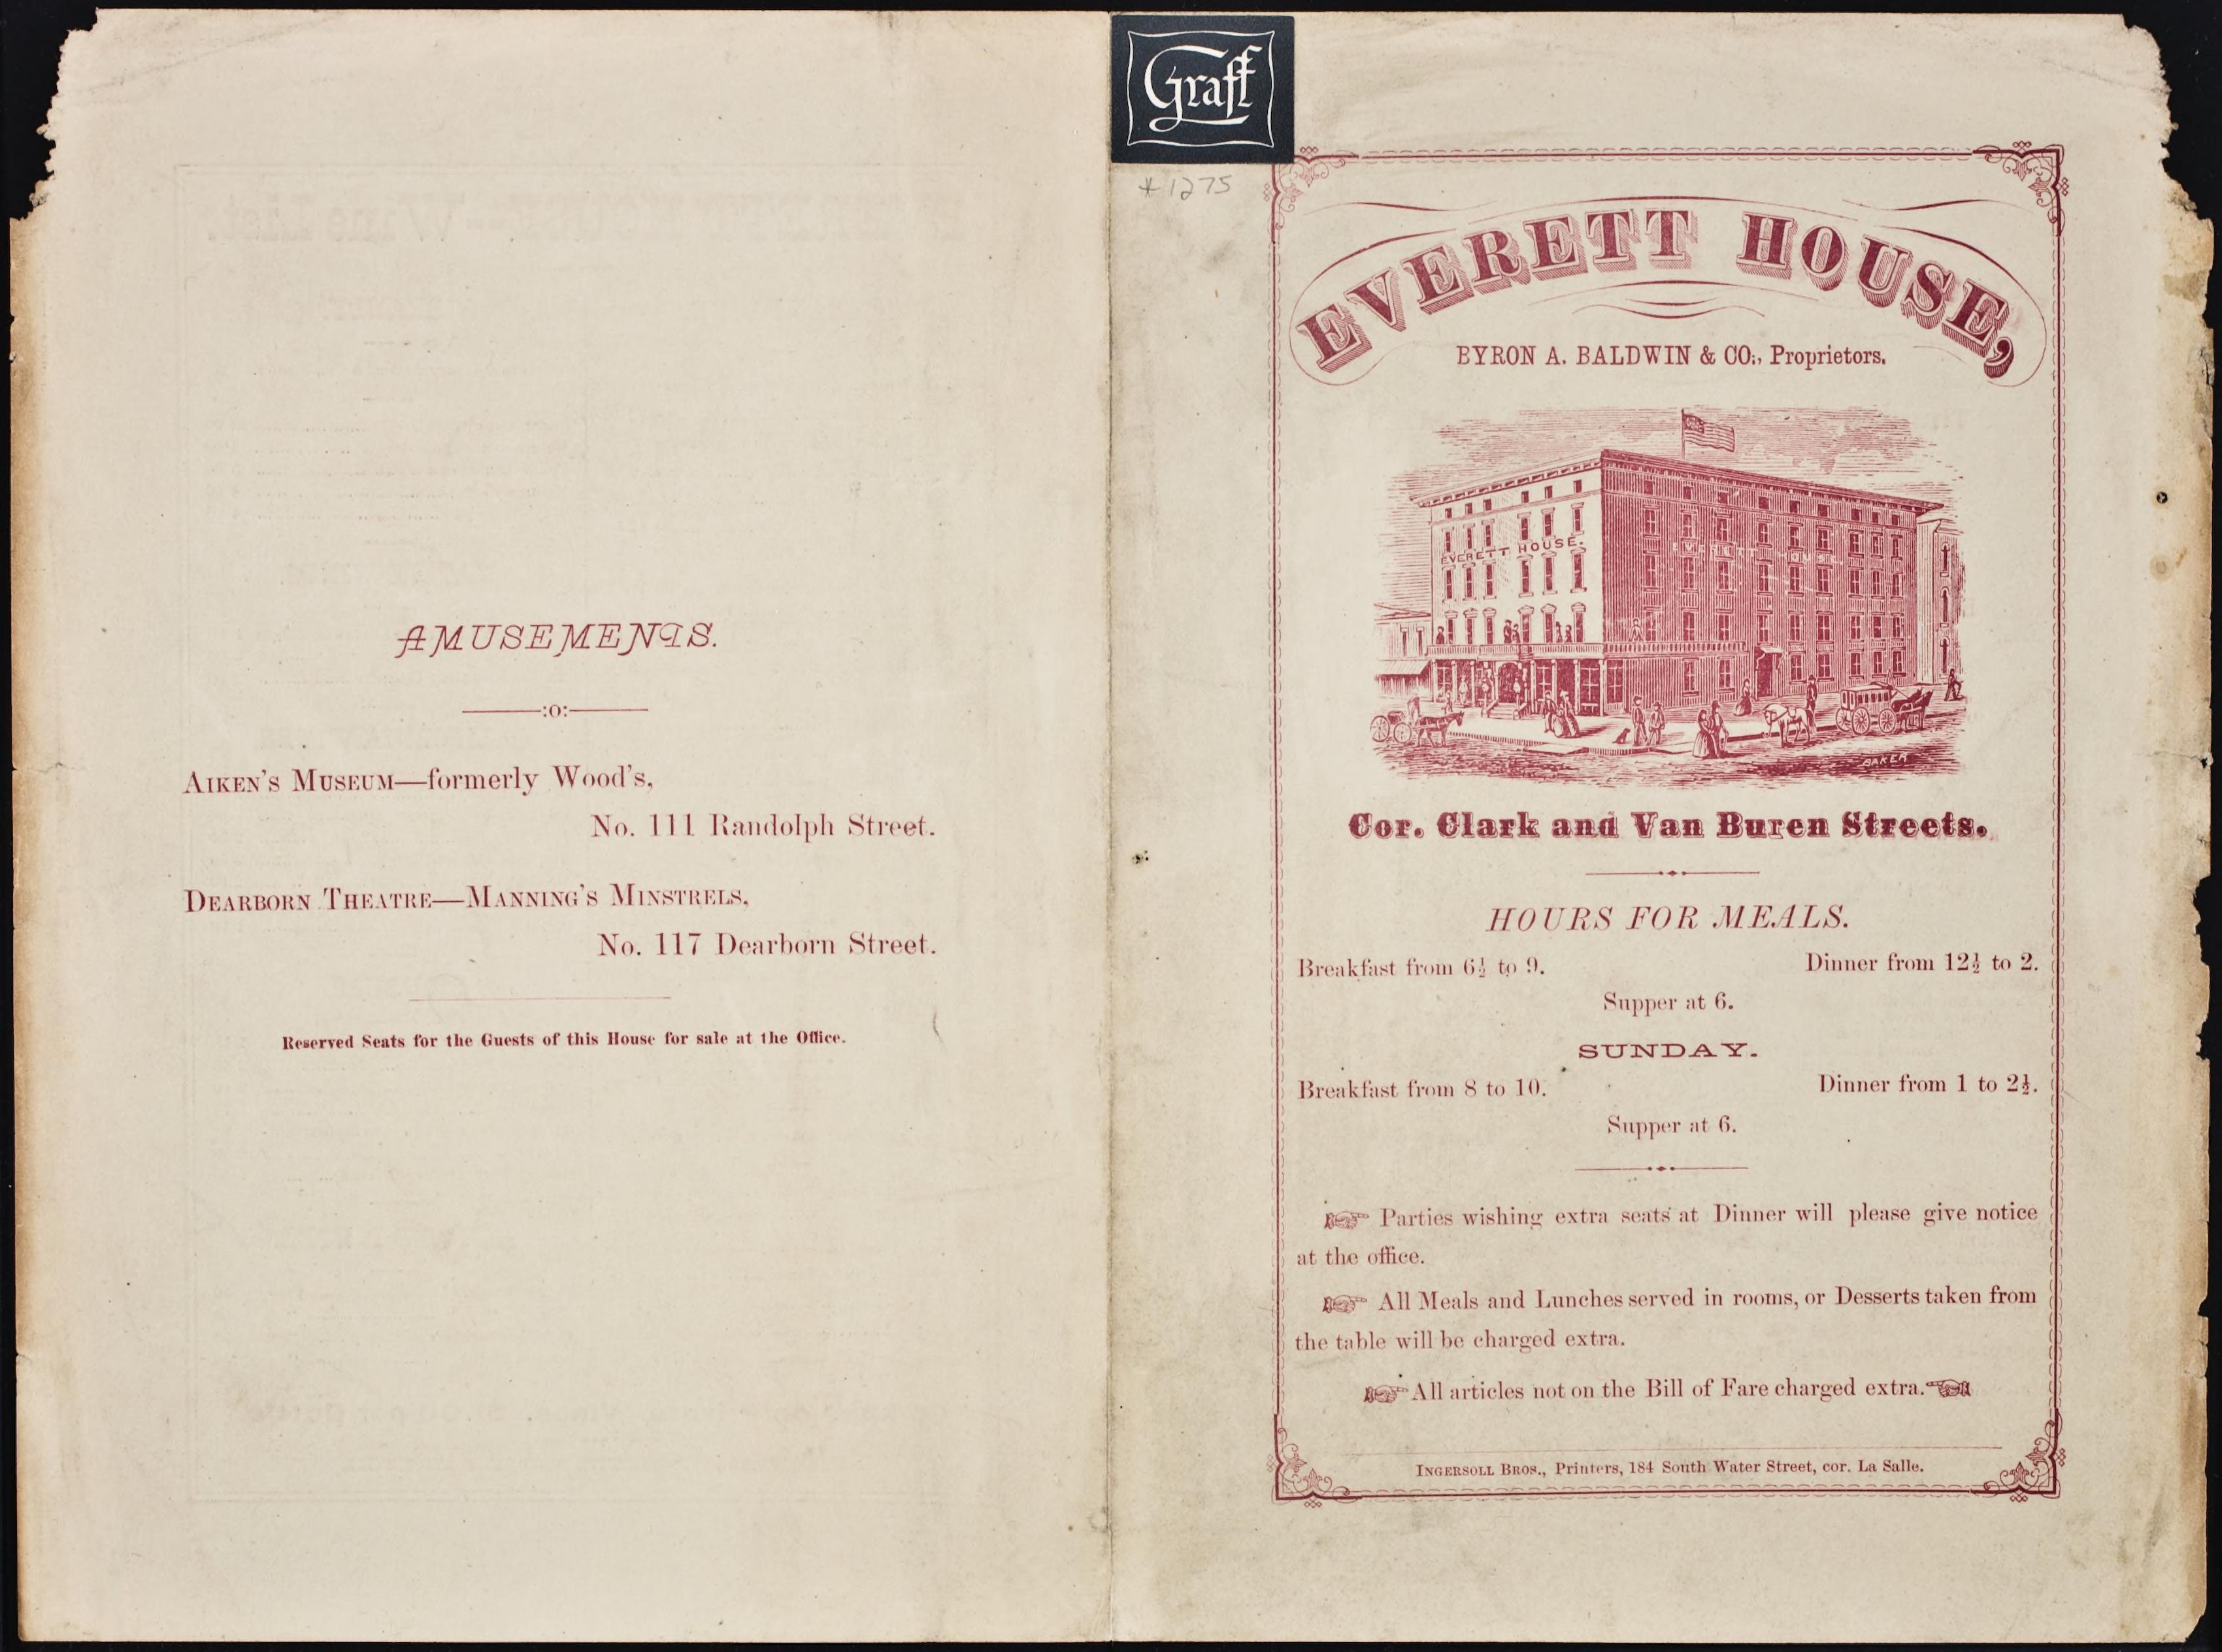 AMUSEMENTS.
:o:
AIKEN'S MUSEUM—formerly Wood's,
No. 111 Randolph Street.
DEARBORN THEATRE—MANNING'S MINSTRELS,
No. 117 Dearborn Street.
Reserved Seats for the Guests of this House for sale at the Office.
Graff
*1275
EVERETT HOUSE,
BYRON A. BALDWIN & CO., Proprietors.
EVERETT HOUSE.
EVERETT HOUSE
BAKER
Cor. Clark and Van Buren Streets.
HOURS FOR MEALS.
Breakfast from 6½ to 9. Dinner from 12½ to 2.
Supper at 6.
SUNDAY.
Breakfast from 8 to 10. Dinner from 1 to 2½.
Supper at 6.
☞ Parties wishing extra seats at Dinner will please give notice
at the office.
☞ All Meals and Lunches served in rooms, or Desserts taken from
the table will be charged extra.
☞ All articles not on the Bill of Fare charged extra. ☜
INGERSOLL BROS., Printers, 184 South Water Street, cor. La Salle.